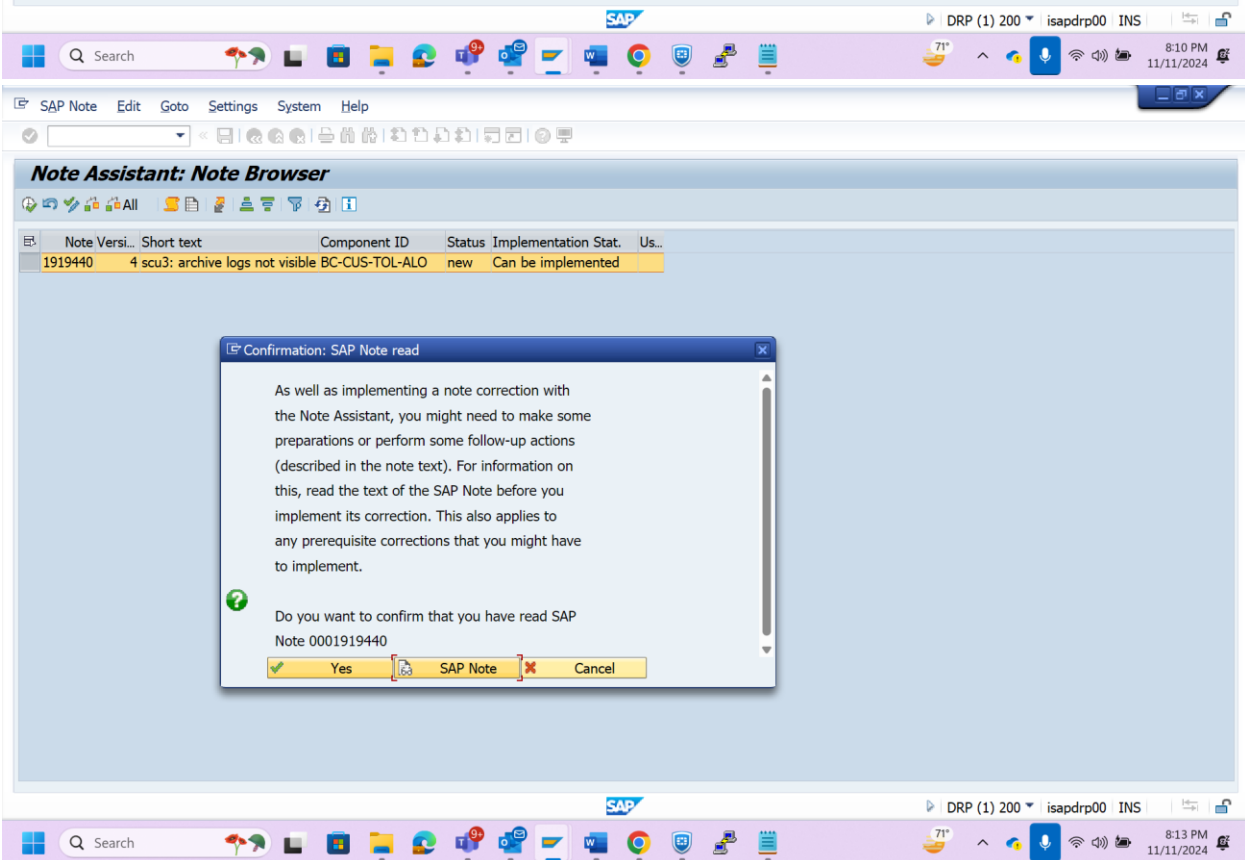 SAP
DRP (1) 200 isapdrp00 INS
Search
9+
71°
8:10 PM
11/11/2024
SAP Note Edit Goto Settings System Help
Note Assistant: Note Browser
All
Note Versi... Short text Component ID Status Implementation Stat. Us...
1919440 4 scu3: archive logs not visible BC-CUS-TOL-ALO new Can be implemented
Confirmation: SAP Note read
As well as implementing a note correction with
the Note Assistant, you might need to make some
preparations or perform some follow-up actions
(described in the note text). For information on
this, read the text of the SAP Note before you
implement its correction. This also applies to
any prerequisite corrections that you might have
to implement.
Do you want to confirm that you have read SAP
Note 0001919440
Yes SAP Note Cancel
SAP
DRP (1) 200 isapdrp00 INS
Search
9+
71°
8:13 PM
11/11/2024